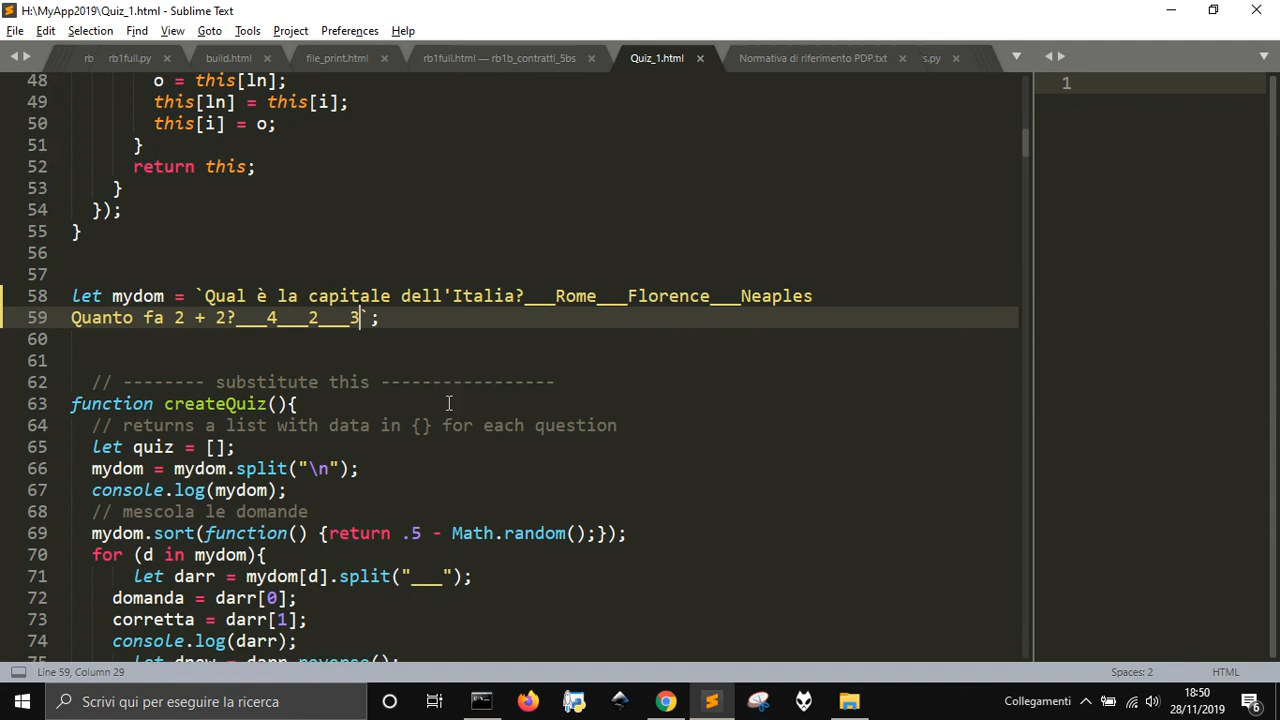 H:\MyApp2019\Quiz_1.html - Sublime Text
File Edit Selection Find View Goto Tools Project Preferences Help
rb rb1full.py build.html file_print.html rb1full.html — rb1b_contratti_5bs Quiz_1.html Normativa di riferimento PDP.txt s.py
48 o = this[ln];
49 this[ln] = this[i];
50 this[i] = o;
51 }
52 return this;
53 }
54 });
55 }
56
57
58 let mydom = `Qual è la capitale dell'Italia?___Rome___Florence___Neaples
59 Quanto fa 2 + 2?___4___2___3`;
60
61
62 // -------- substitute this -----------------
63 function createQuiz(){
64 // returns a list with data in {} for each question
65 let quiz = [];
66 mydom = mydom.split("\n");
67 console.log(mydom);
68 // mescola le domande
69 mydom.sort(function() {return .5 - Math.random();});
70 for (d in mydom){
71 let darr = mydom[d].split("___");
72 domanda = darr[0];
73 corretta = darr[1];
74 console.log(darr);
75 let drew = darr.reverse();
1
Line 59, Column 29 Spaces: 2 HTML
Scrivi qui per eseguire la ricerca
Collegamenti
18:50
28/11/2019
6